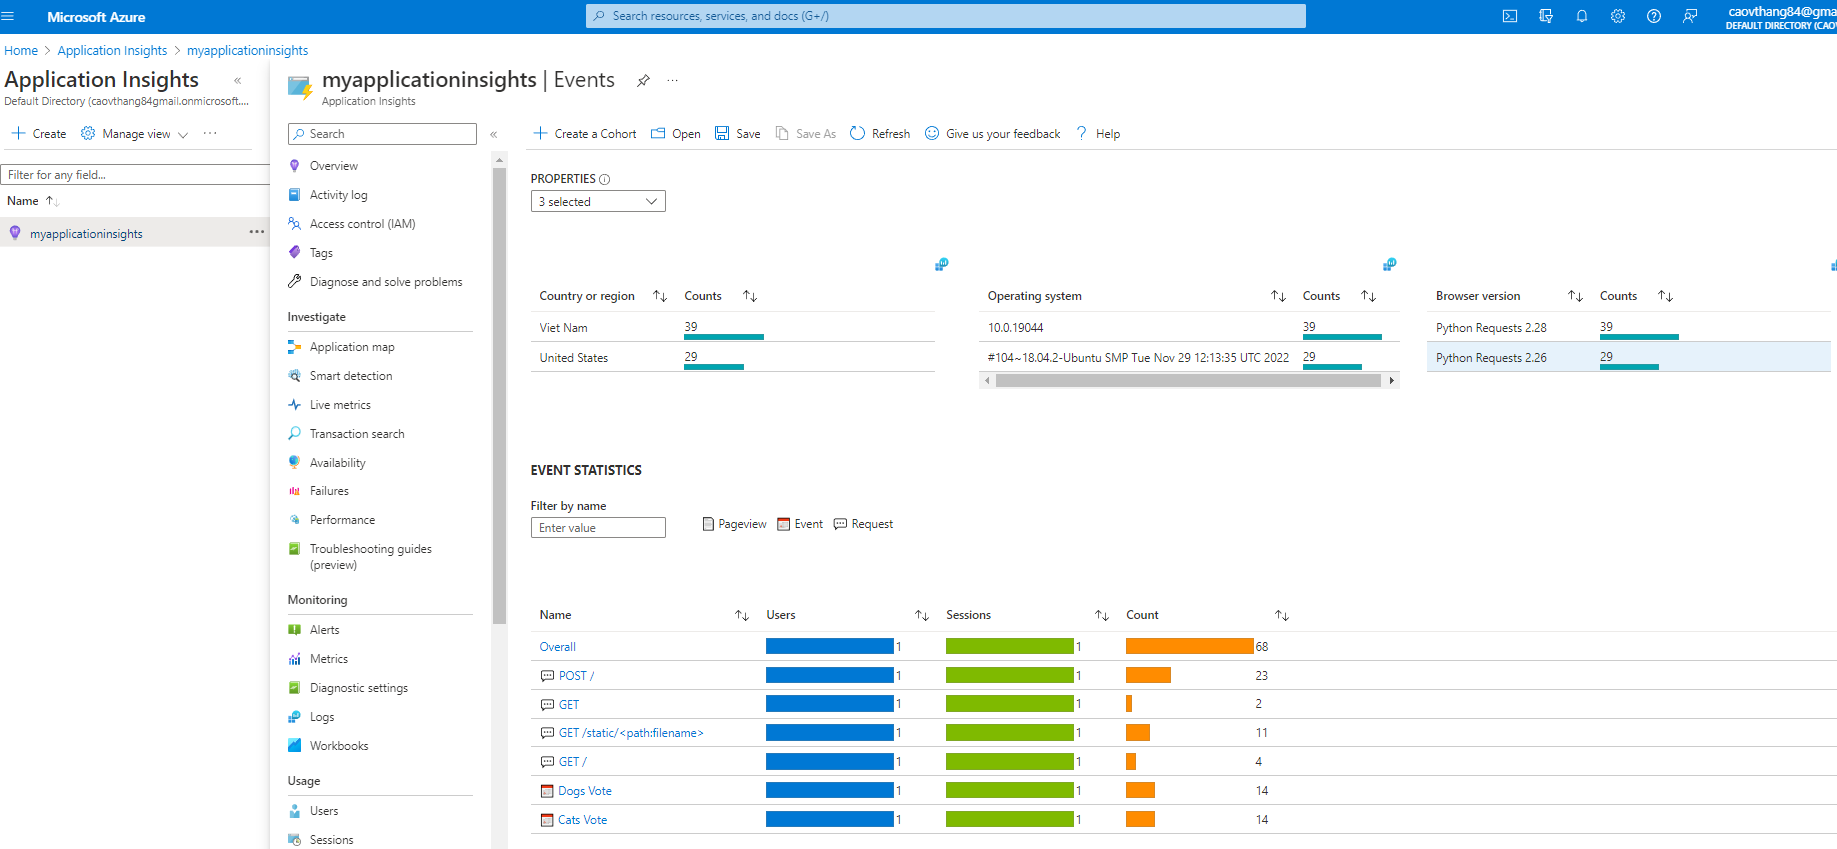 Microsoft Azure
Search resources, services, and docs (G+/)
caovthang84@gma
DEFAULT DIRECTORY (CAOV
Home > Application Insights > myapplicationinsights
Application Insights «
Default Directory (caovthang84gmail.onmicrosoft....
+ Create Manage view ...
Filter for any field...
Name ↑↓
myapplicationinsights ...
myapplicationinsights | Events ...
Application Insights
Search «
Overview
Activity log
Access control (IAM)
Tags
Diagnose and solve problems
Investigate
Application map
Smart detection
Live metrics
Transaction search
Availability
Failures
Performance
Troubleshooting guides
(preview)
Monitoring
Alerts
Metrics
Diagnostic settings
Logs
Workbooks
Usage
Users
Sessions
+ Create a Cohort Open Save Save As Refresh Give us your feedback ? Help
PROPERTIES
3 selected
Country or region ↑↓ Counts ↑↓
Viet Nam 39
United States 29
Operating system ↑↓ Counts ↑↓
10.0.19044 39
#104~18.04.2-Ubuntu SMP Tue Nov 29 12:13:35 UTC 2022 29
Browser version ↑↓ Counts ↑↓
Python Requests 2.28 39
Python Requests 2.26 29
EVENT STATISTICS
Filter by name
Enter value
Pageview Event Request
Name ↑↓ Users ↑↓ Sessions ↑↓ Count ↑↓
Overall 1 1 68
POST / 1 1 23
GET 1 1 2
GET /static/<path:filename> 1 1 11
GET / 1 1 4
Dogs Vote 1 1 14
Cats Vote 1 1 14